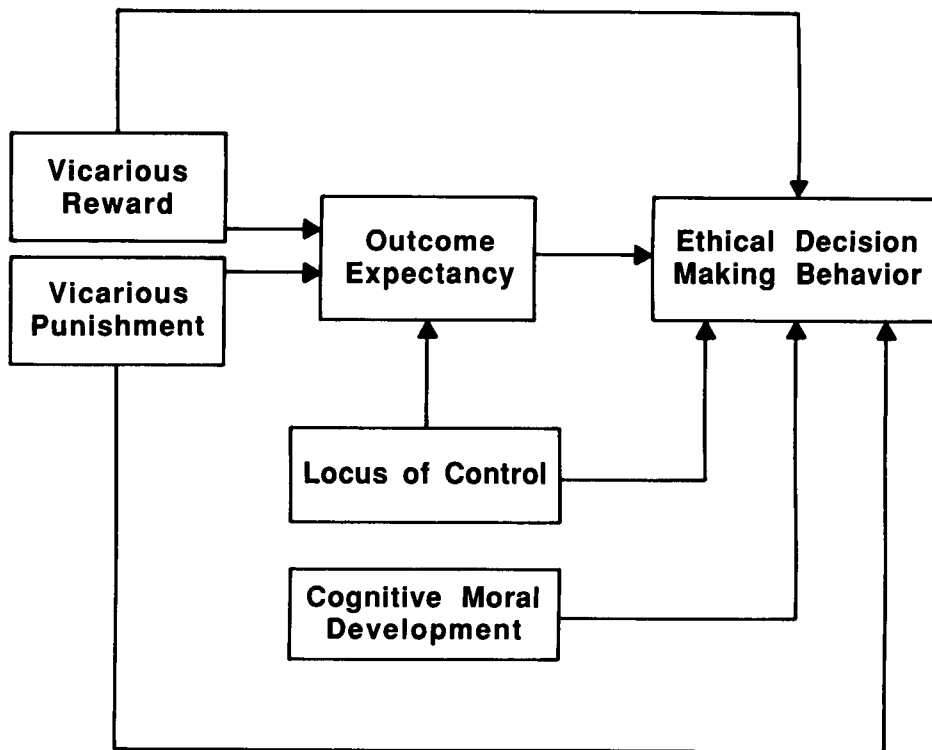 Vicarious
Reward
Vicarious
Punishment
Outcome
Expectancy
Ethical Decision
Making Behavior
Locus of Control
Cognitive Moral
Development